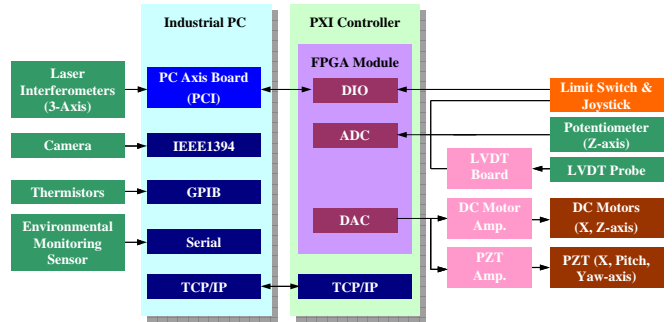 Industrial PC
PXI Controller
FPGA Module
Laser
Interferometers
(3-Axis)
PC Axis Board
(PCI)
DIO
Limit Switch &
Joystick
Camera
IEEE1394
ADC
Potentiometer
(Z-axis)
LVDT
Board
LVDT Probe
Thermistors
GPIB
Environmental
Monitoring
Sensor
Serial
DAC
DC Motor
Amp.
DC Motors
(X, Z-axis)
TCP/IP
TCP/IP
PZT
Amp.
PZT (X, Pitch,
Yaw-axis)